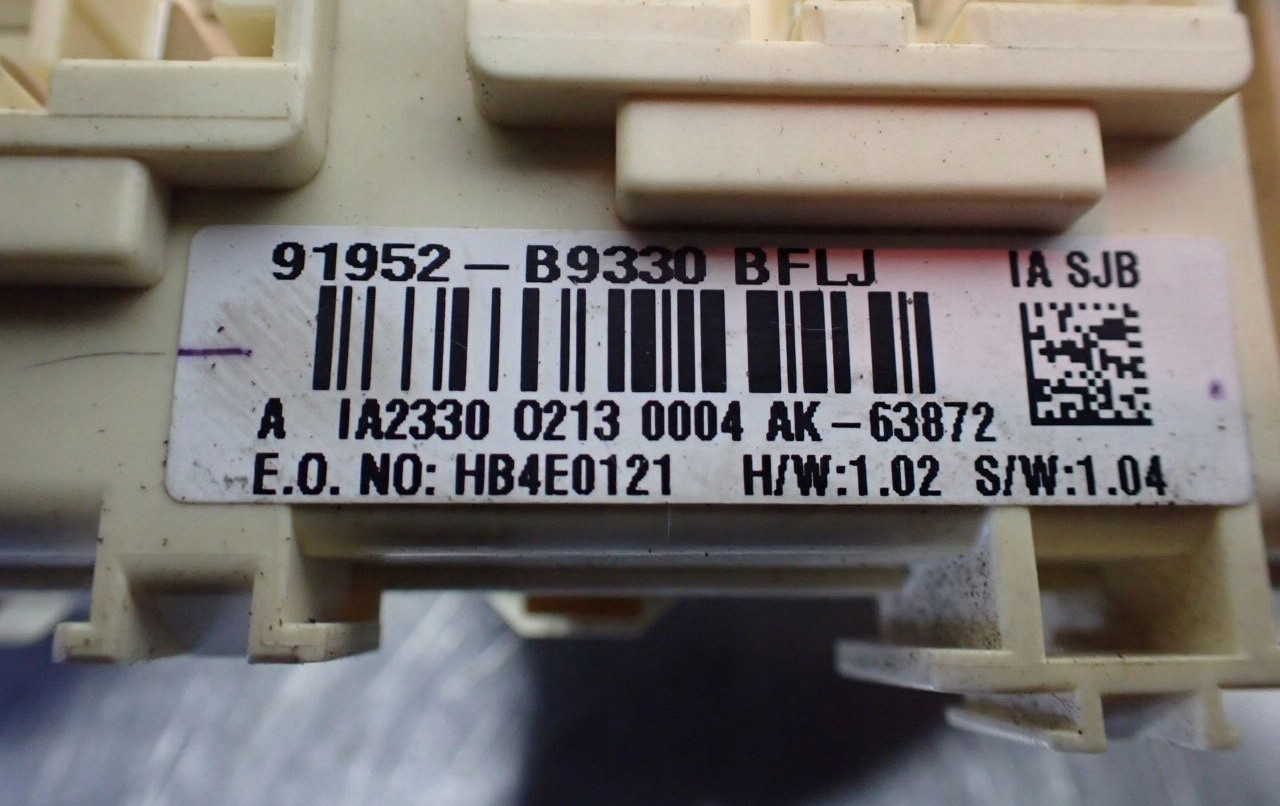 91952-B9330 BFLJ IA SJB
A IA2330 0213 0004 AK-63872
E.O. NO: HB4E0121 H/W:1.02 S/W:1.04